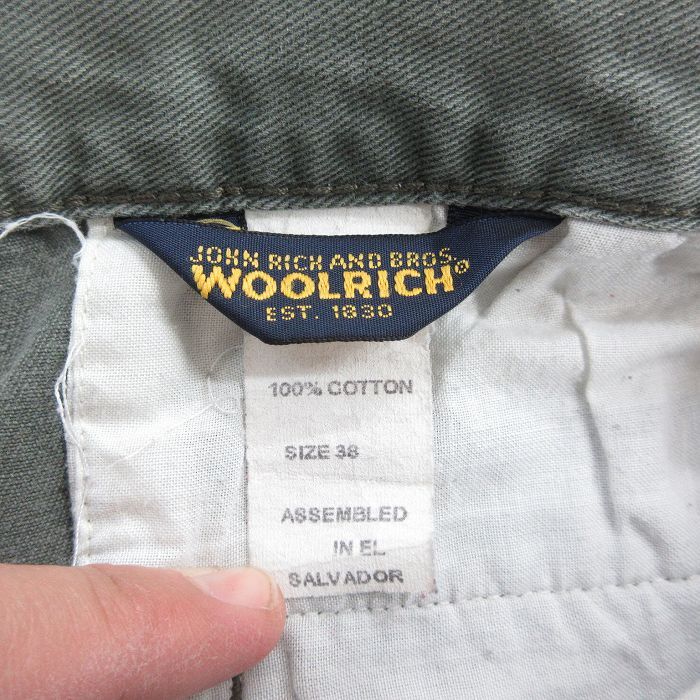 JOHN RICH AND BROS.
WOOLRICH®
EST. 1830
100% COTTON
SIZE 38
ASSEMBLED
IN EL
SALVADOR